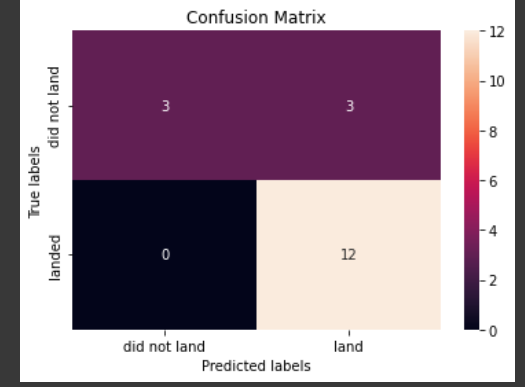 Confusion Matrix
did not land
3
3
landed
0
12
True labels
did not land
land
Predicted labels
12
10
8
6
4
2
0